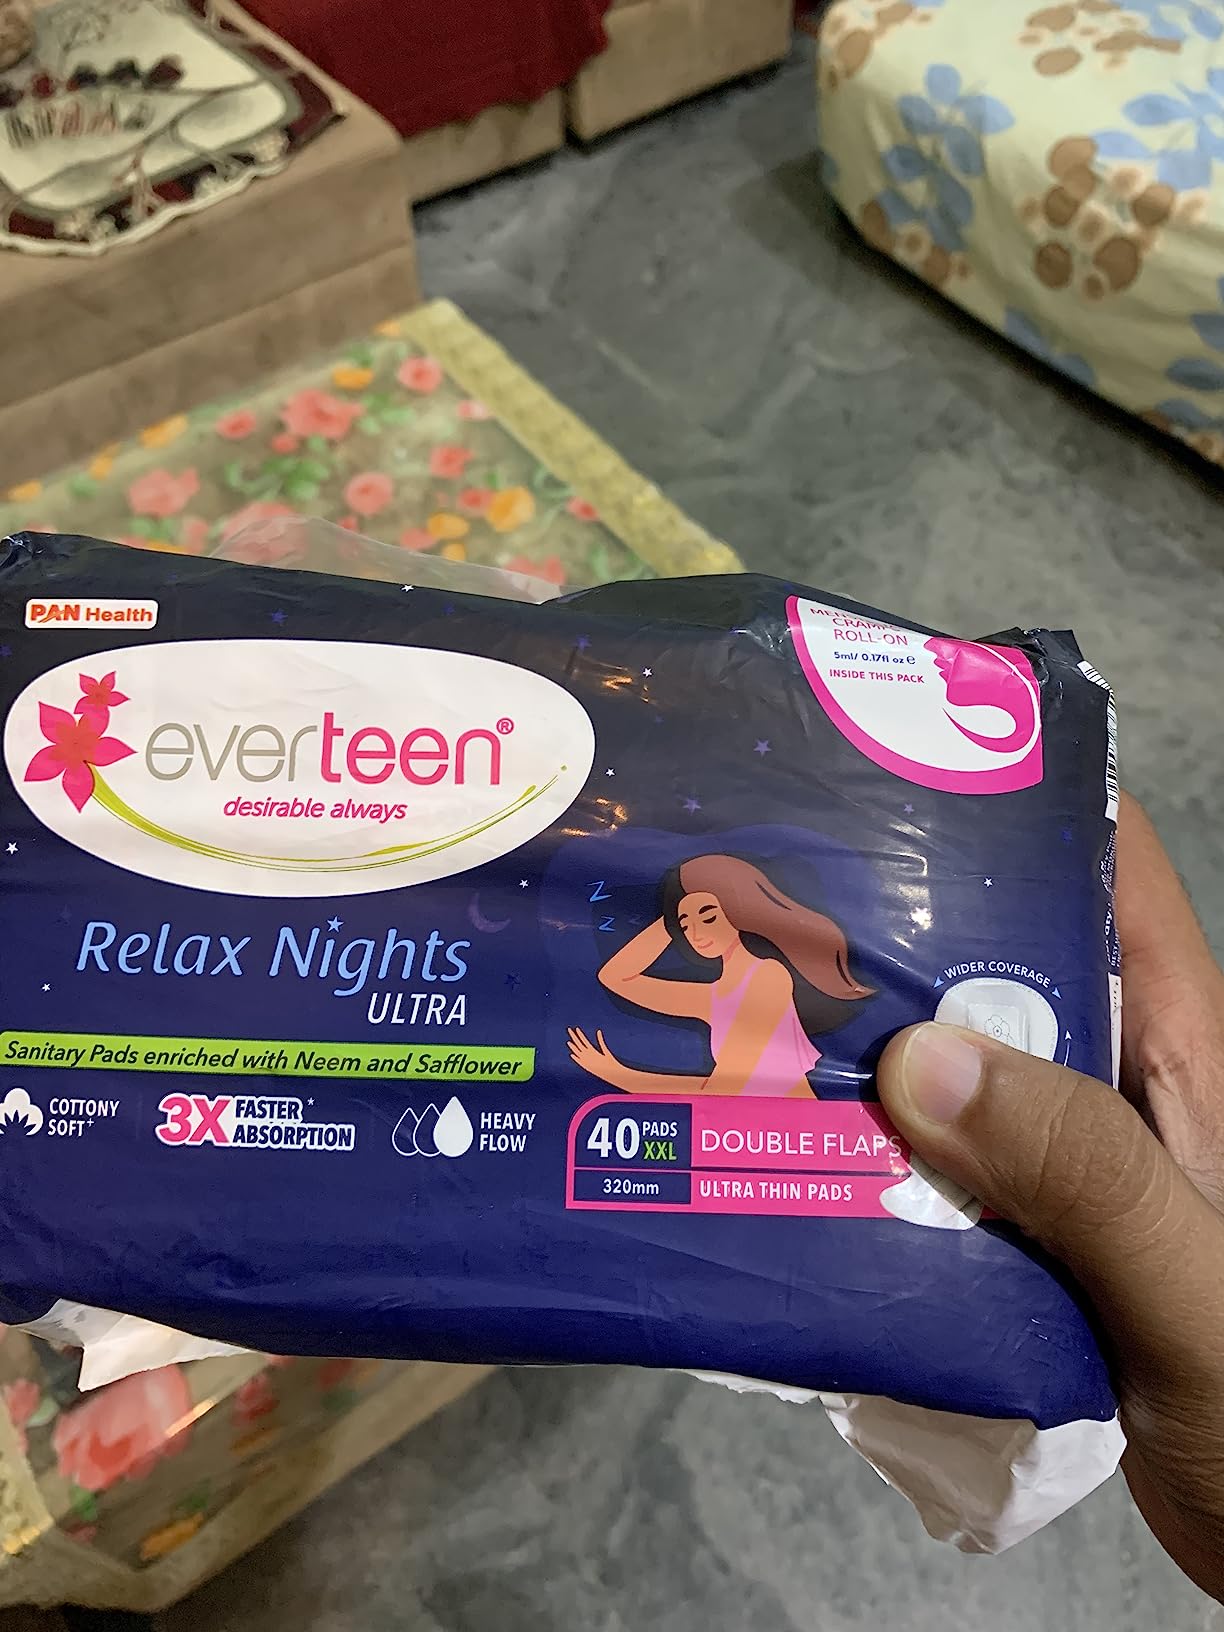 PAN Health
everteen®
desirable always
CRAMPS
ROLL-ON
5ml/ 0.17fl oz e
INSIDE THIS PACK
Relax Nights
ULTRA
Sanitary Pads enriched with Neem and Safflower
COTTONY
SOFT+
3X FASTER*
ABSORPTION
HEAVY
FLOW
Z
Z
WIDER COVERAGE
40 PADS
XXL
320mm
DOUBLE FLAPS
ULTRA THIN PADS